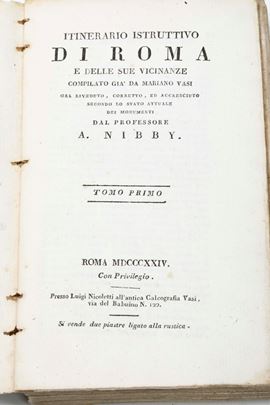 ITINERARIO ISTRUTTIVO
DI ROMA
E DELLE SUE VICINANZE
COMPILATO GIA' DA MARIANO VASI
ORA RIVEDUTO, CORRETTO, ED ACCRESCIUTO
SECONDO LO STATO ATTUALE
DEI MONUMENTI
DAL PROFESSORE
A. NIBBY.
TOMO PRIMO
ROMA MDCCCXXIV.
Con Privilegio.
Presso Luigi Nicoletti all'antica Calcografia Vasi,
via del Babuino N. 122.
Si vende due piastre ligato alla rustica.